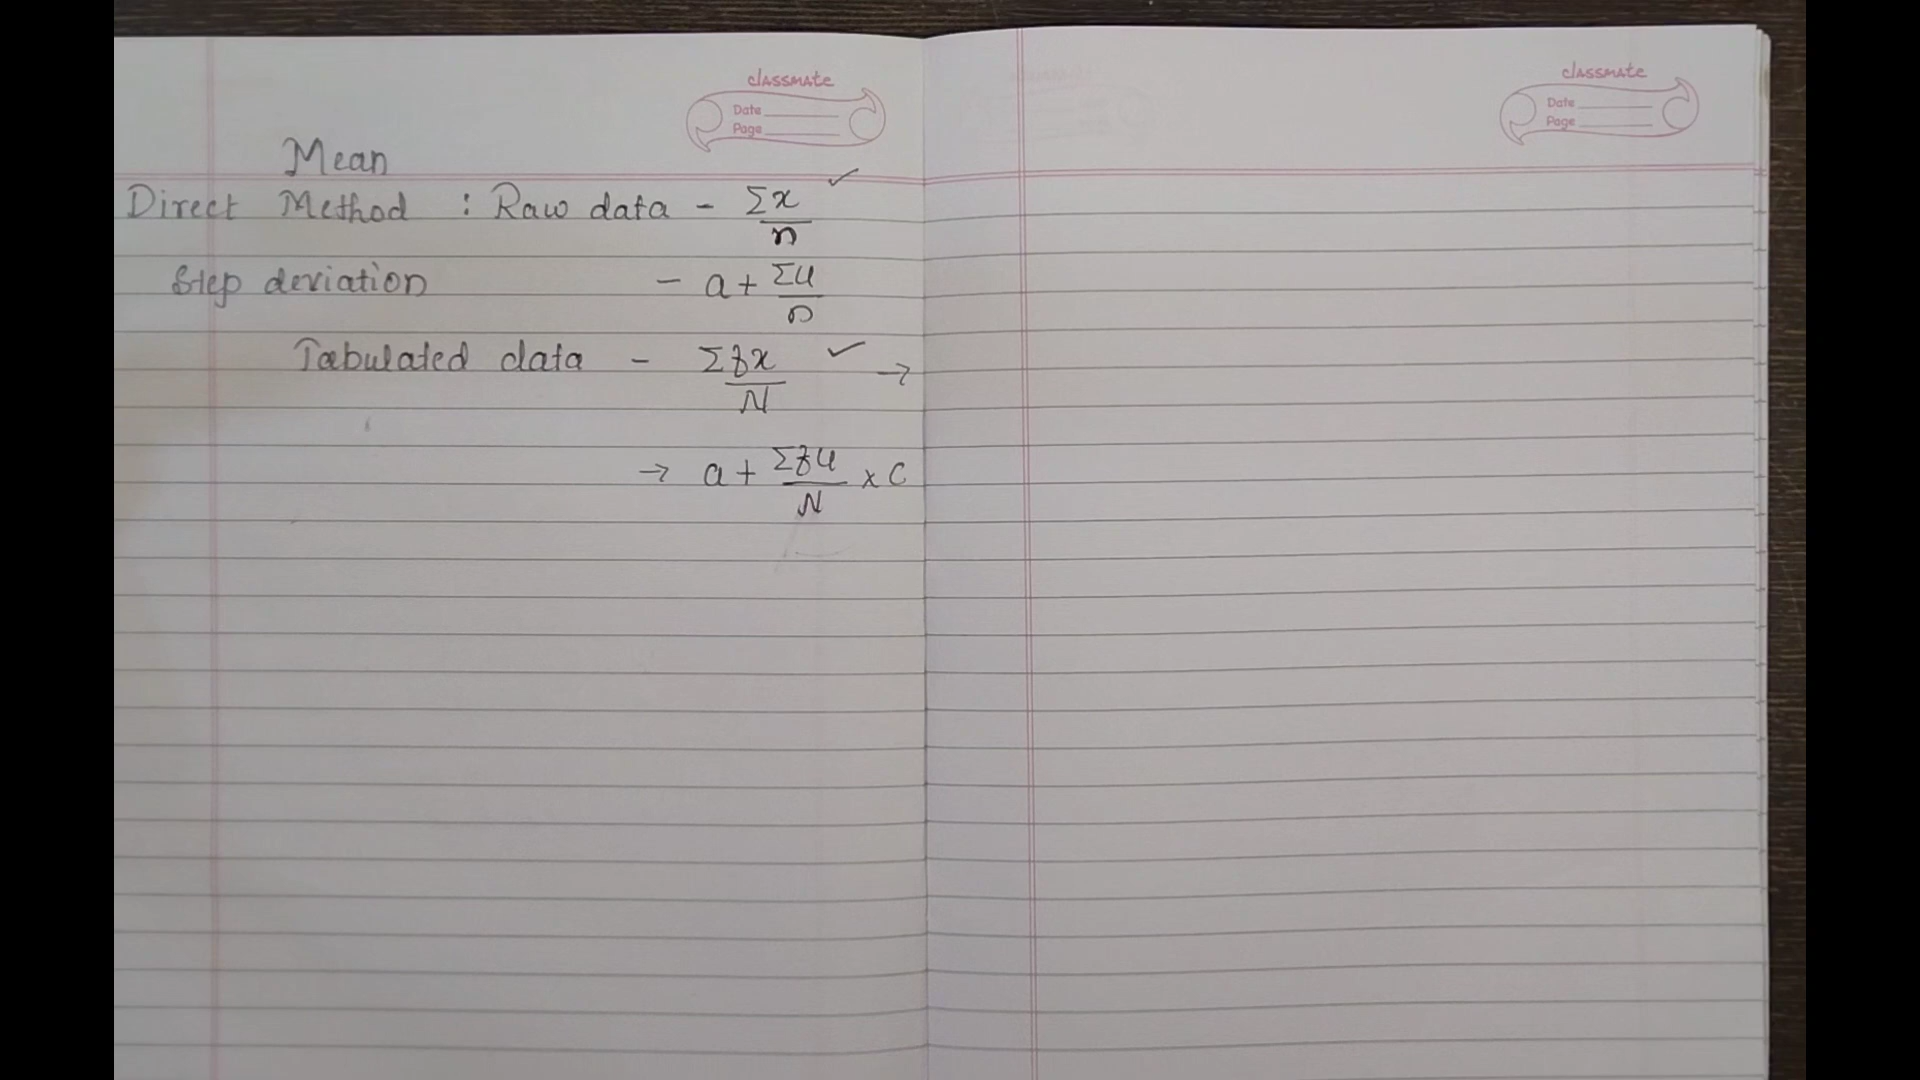 classmate
Date
Page
classmate
Date
Page
Mean
Direct Method : Raw data - Σx/n ✓
Step deviation - a + Σu/n
Tabulated data - Σfx/N ✓ →
→ a + Σfu/N × C